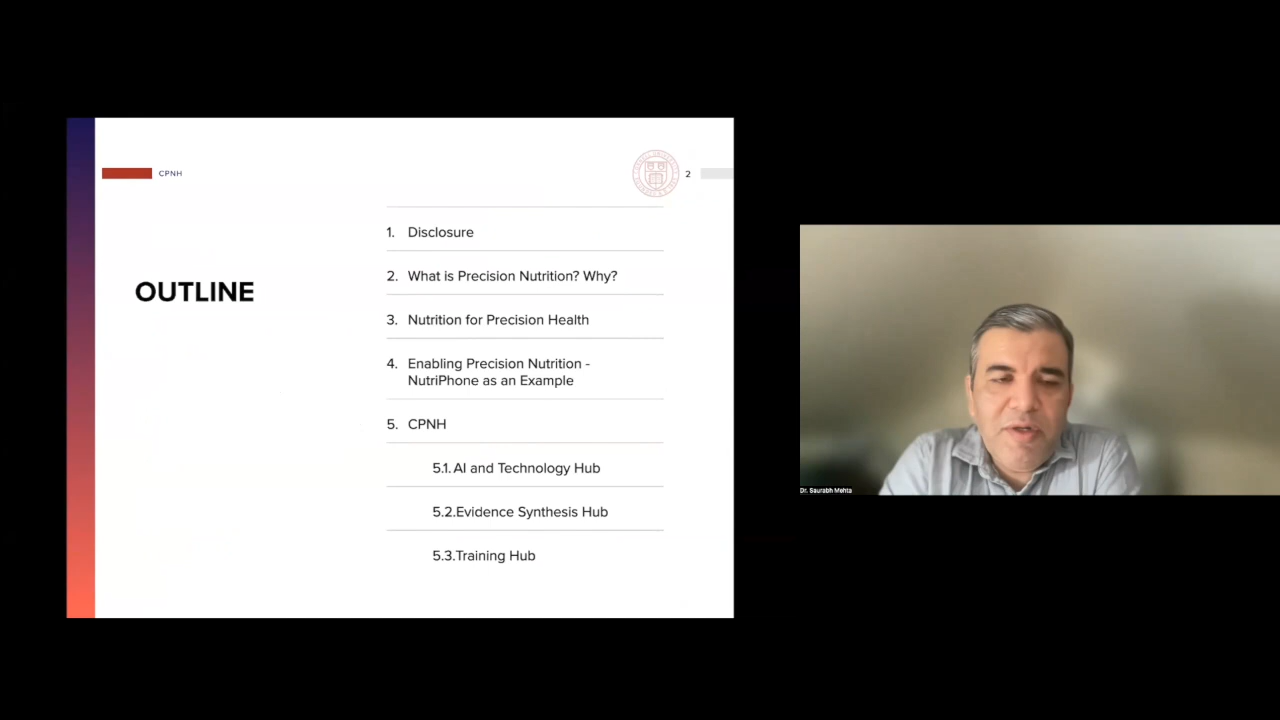 CPNH
2
OUTLINE
1. Disclosure
2. What is Precision Nutrition? Why?
3. Nutrition for Precision Health
4. Enabling Precision Nutrition -
NutriPhone as an Example
5. CPNH
5.1. AI and Technology Hub
5.2.Evidence Synthesis Hub
5.3.Training Hub
Dr. Saurabh Mehta